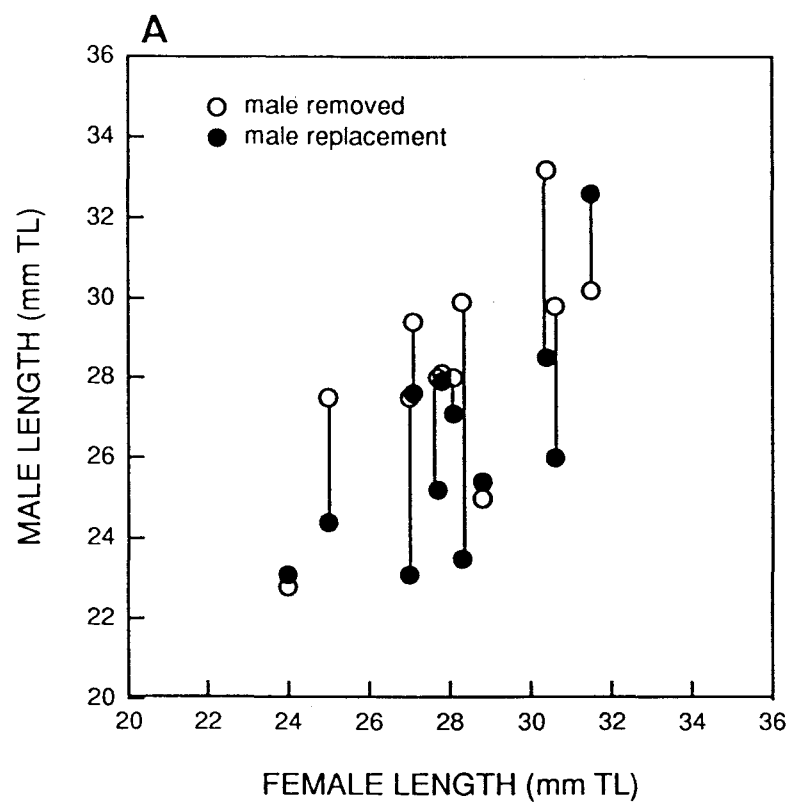 A
36
34
32
30
28
26
24
22
20
MALE LENGTH (mm TL)
male removed
male replacement
20 22 24 26 28 30 32 34 36
FEMALE LENGTH (mm TL)